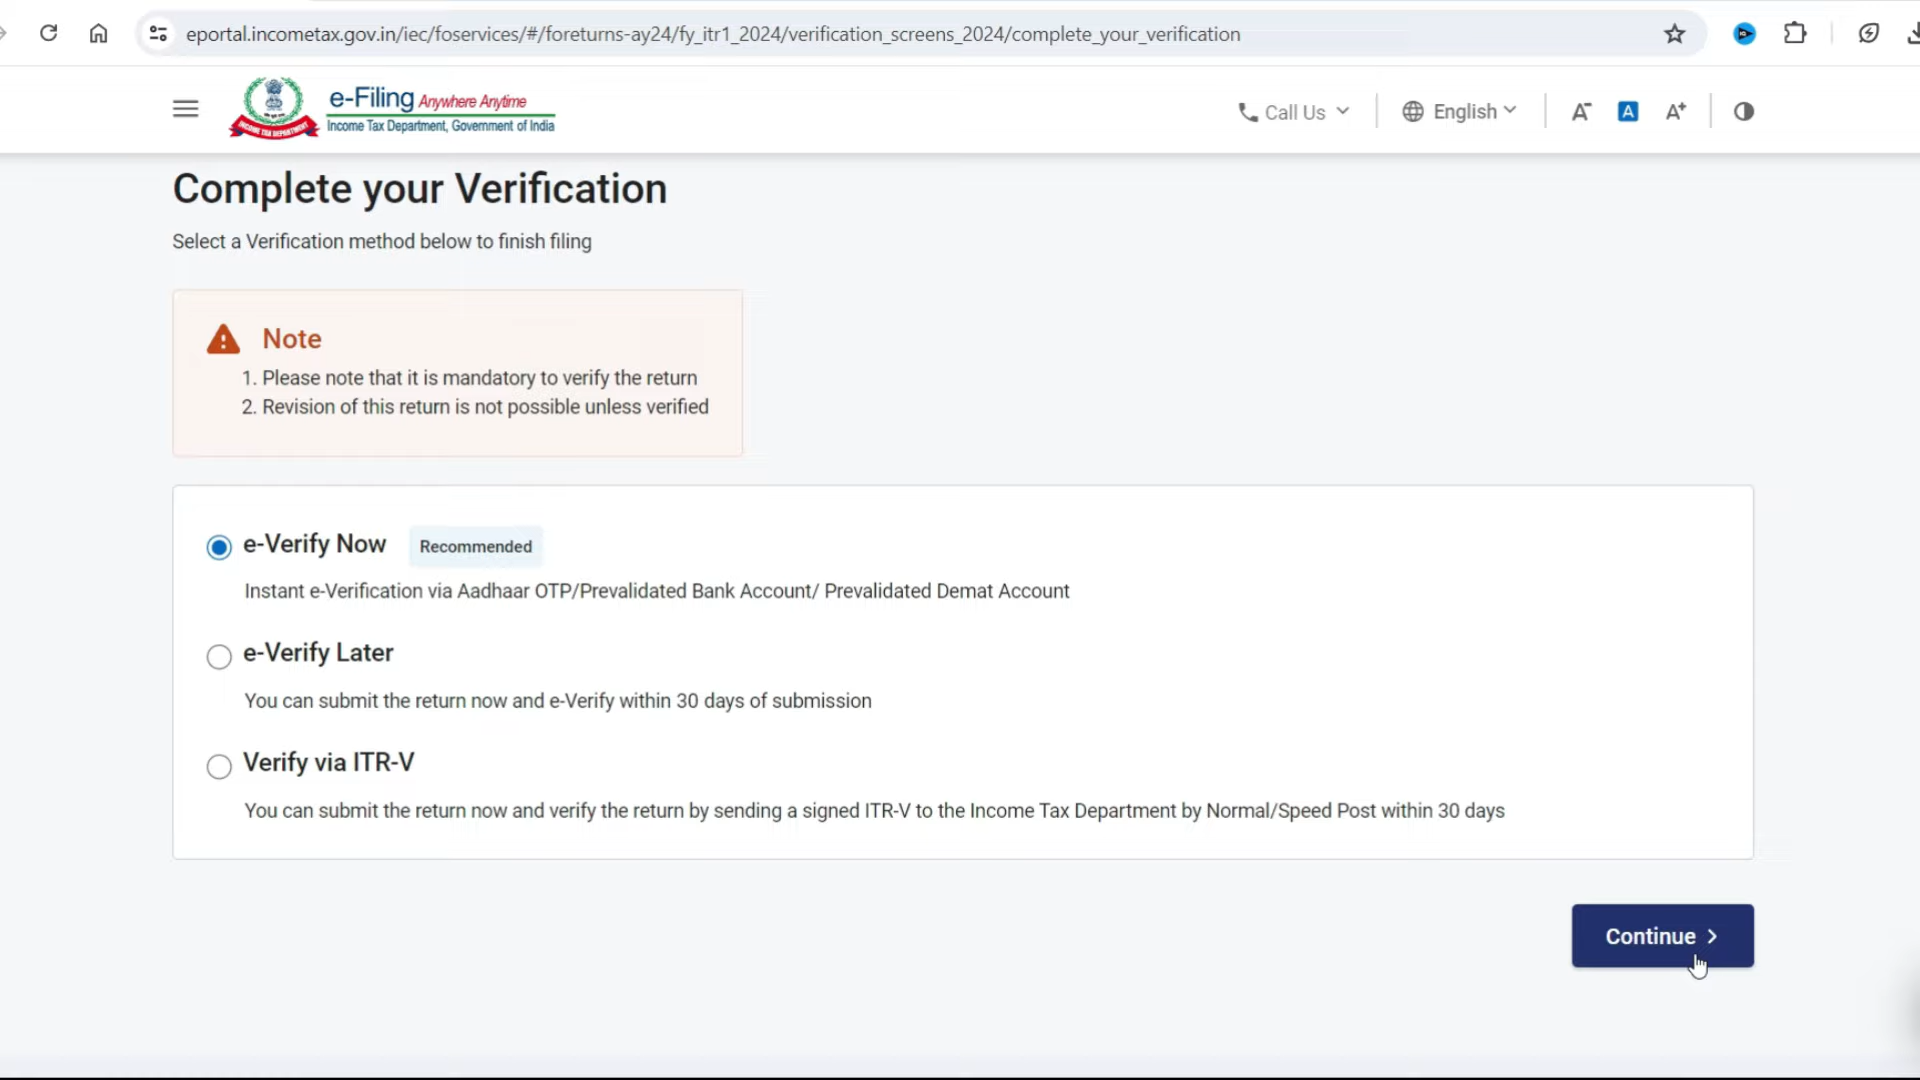 eportal.incometax.gov.in/iec/foservices/#/foreturns-ay24/fy_itr1_2024/verification_screens_2024/complete_your_verification
e-Filing Anywhere Anytime
Income Tax Department, Government of India
INCOME TAX DEPARTMENT
Call Us
English
A-
A
A+
Complete your Verification
Select a Verification method below to finish filing
Note
1. Please note that it is mandatory to verify the return
2. Revision of this return is not possible unless verified
e-Verify Now Recommended
Instant e-Verification via Aadhaar OTP/Prevalidated Bank Account/ Prevalidated Demat Account
e-Verify Later
You can submit the return now and e-Verify within 30 days of submission
Verify via ITR-V
You can submit the return now and verify the return by sending a signed ITR-V to the Income Tax Department by Normal/Speed Post within 30 days
Continue